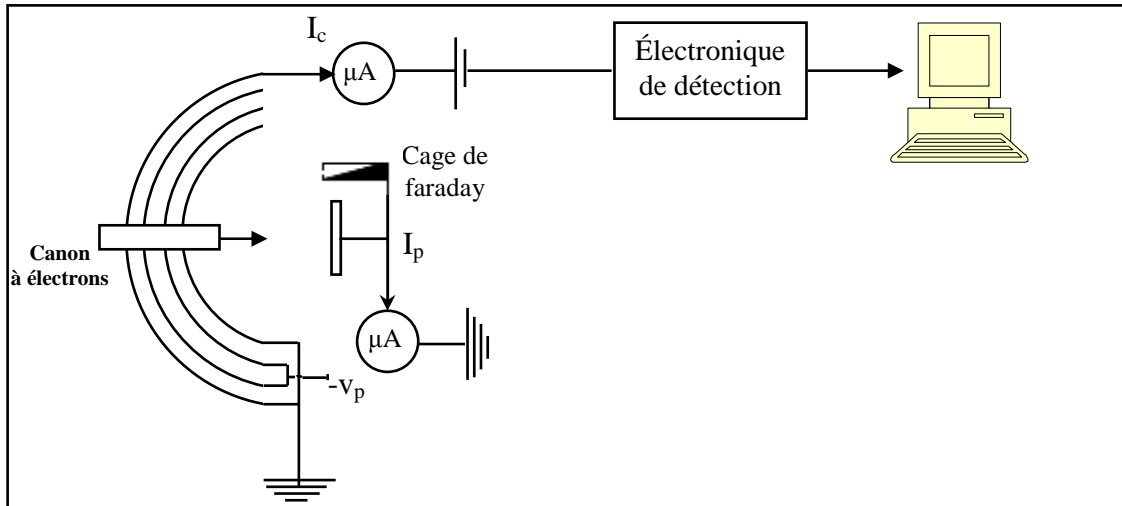 I_c
μA
Électronique
de détection
Cage de
faraday
Canon
à électrons
I_p
μA
-v_p